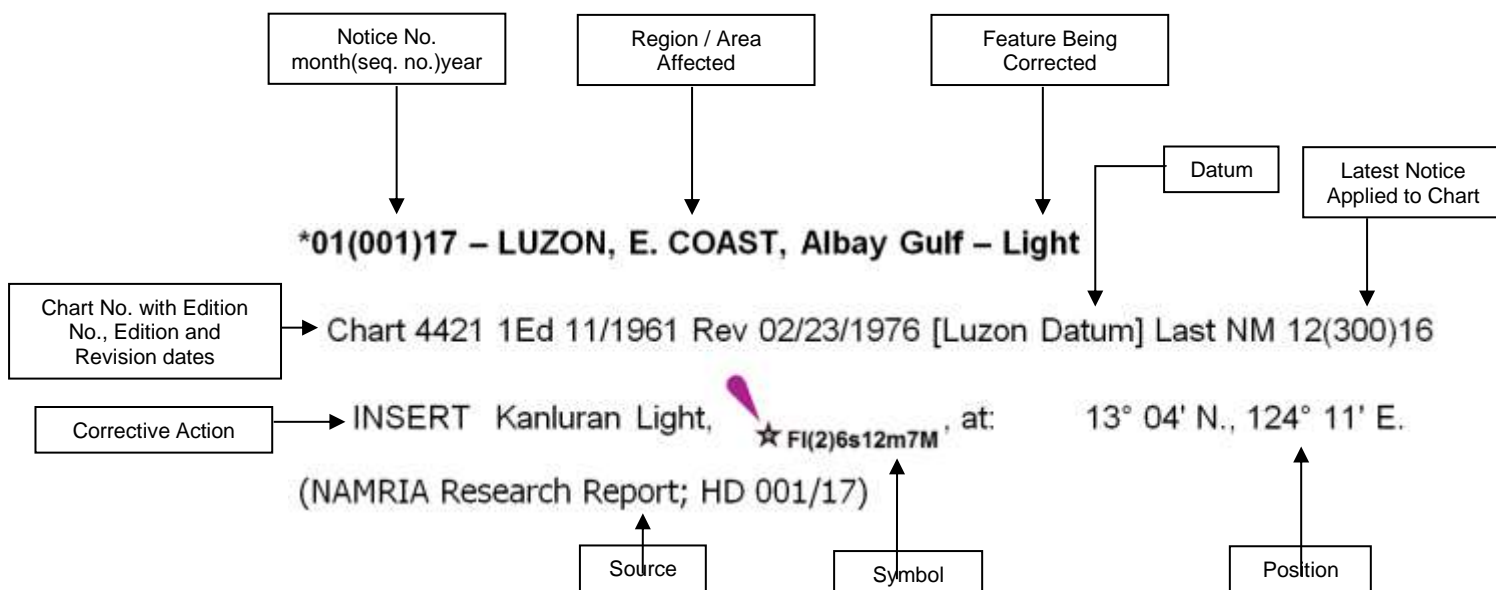 Notice No.
month(seq. no.)year
Region / Area
Affected
Feature Being
Corrected
Datum
Latest Notice
Applied to Chart
*01(001)17 – LUZON, E. COAST, Albay Gulf – Light
Chart No. with Edition
No., Edition and
Revision dates
Chart 4421 1Ed 11/1961 Rev 02/23/1976 [Luzon Datum] Last NM 12(300)16
Corrective Action
INSERT Kanluran Light, Fl(2)6s12m7M, at: 13° 04' N., 124° 11' E.
(NAMRIA Research Report; HD 001/17)
Source
Symbol
Position